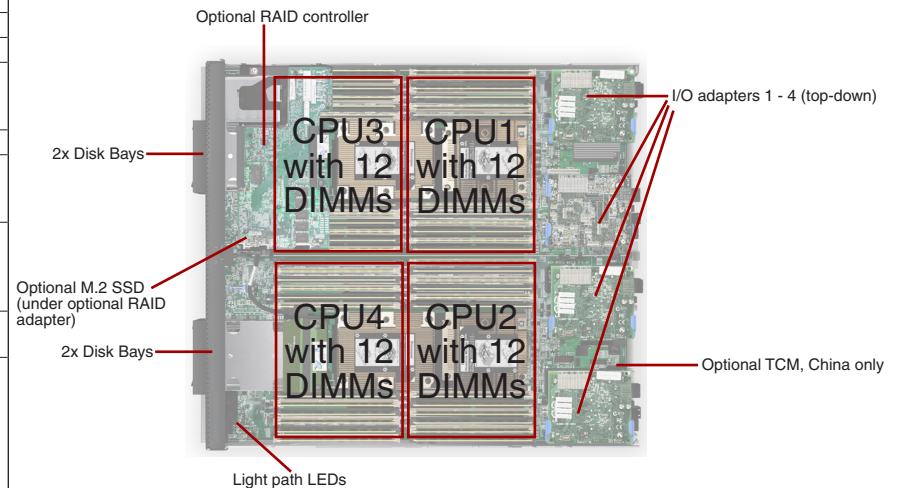 Optional RAID controller
I/O adapters 1 - 4 (top-down)
2x Disk Bays
CPU3
with 12
DIMMs
CPU1
with 12
DIMMs
Optional M.2 SSD
(under optional RAID
adapter)
2x Disk Bays
CPU4
with 12
DIMMs
CPU2
with 12
DIMMs
Optional TCM, China only
Light path LEDs